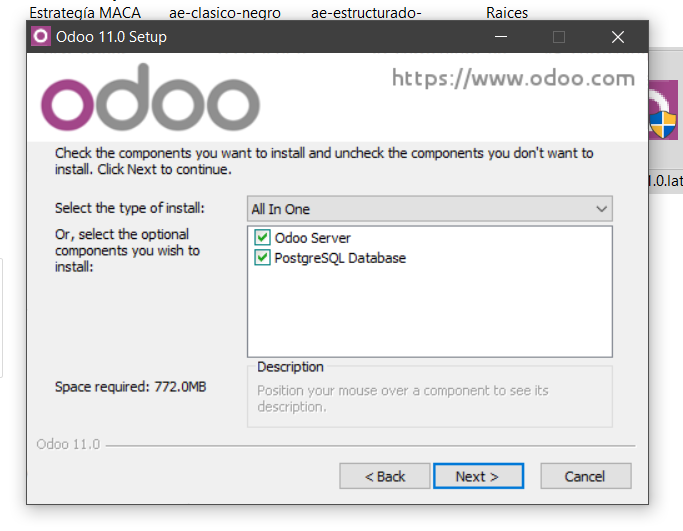 Estrategía MACA ae-clasico-negro ae-estructurado- Raices
Odoo 11.0 Setup
odoo
https://www.odoo.com
Check the components you want to install and uncheck the components you don't want to
install. Click Next to continue.
1.0.lat
Select the type of install:
All In One
Or, select the optional
components you wish to
install:
Odoo Server
PostgreSQL Database
Space required: 772.0MB
Description
Position your mouse over a component to see its
description.
Odoo 11.0
< Back
Next >
Cancel